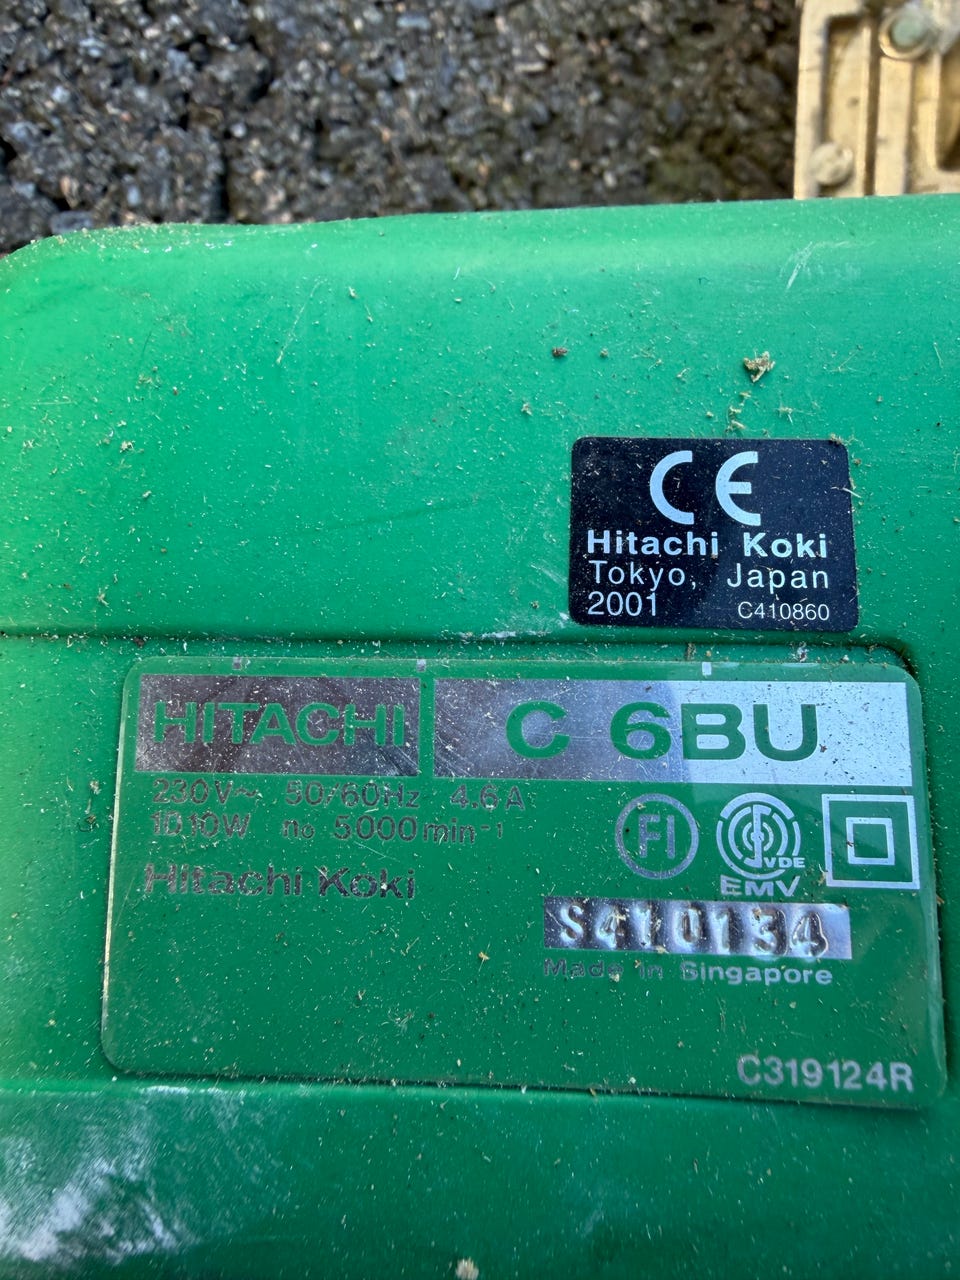 CE
Hitachi Koki
Tokyo, Japan
2001 C410860
HITACHI C 6BU
230V~ 50/60Hz 4.6A
1010W no 5000min⁻¹
FI
VDE
EMV
Hitachi Koki
S410134
Made in Singapore
C319124R